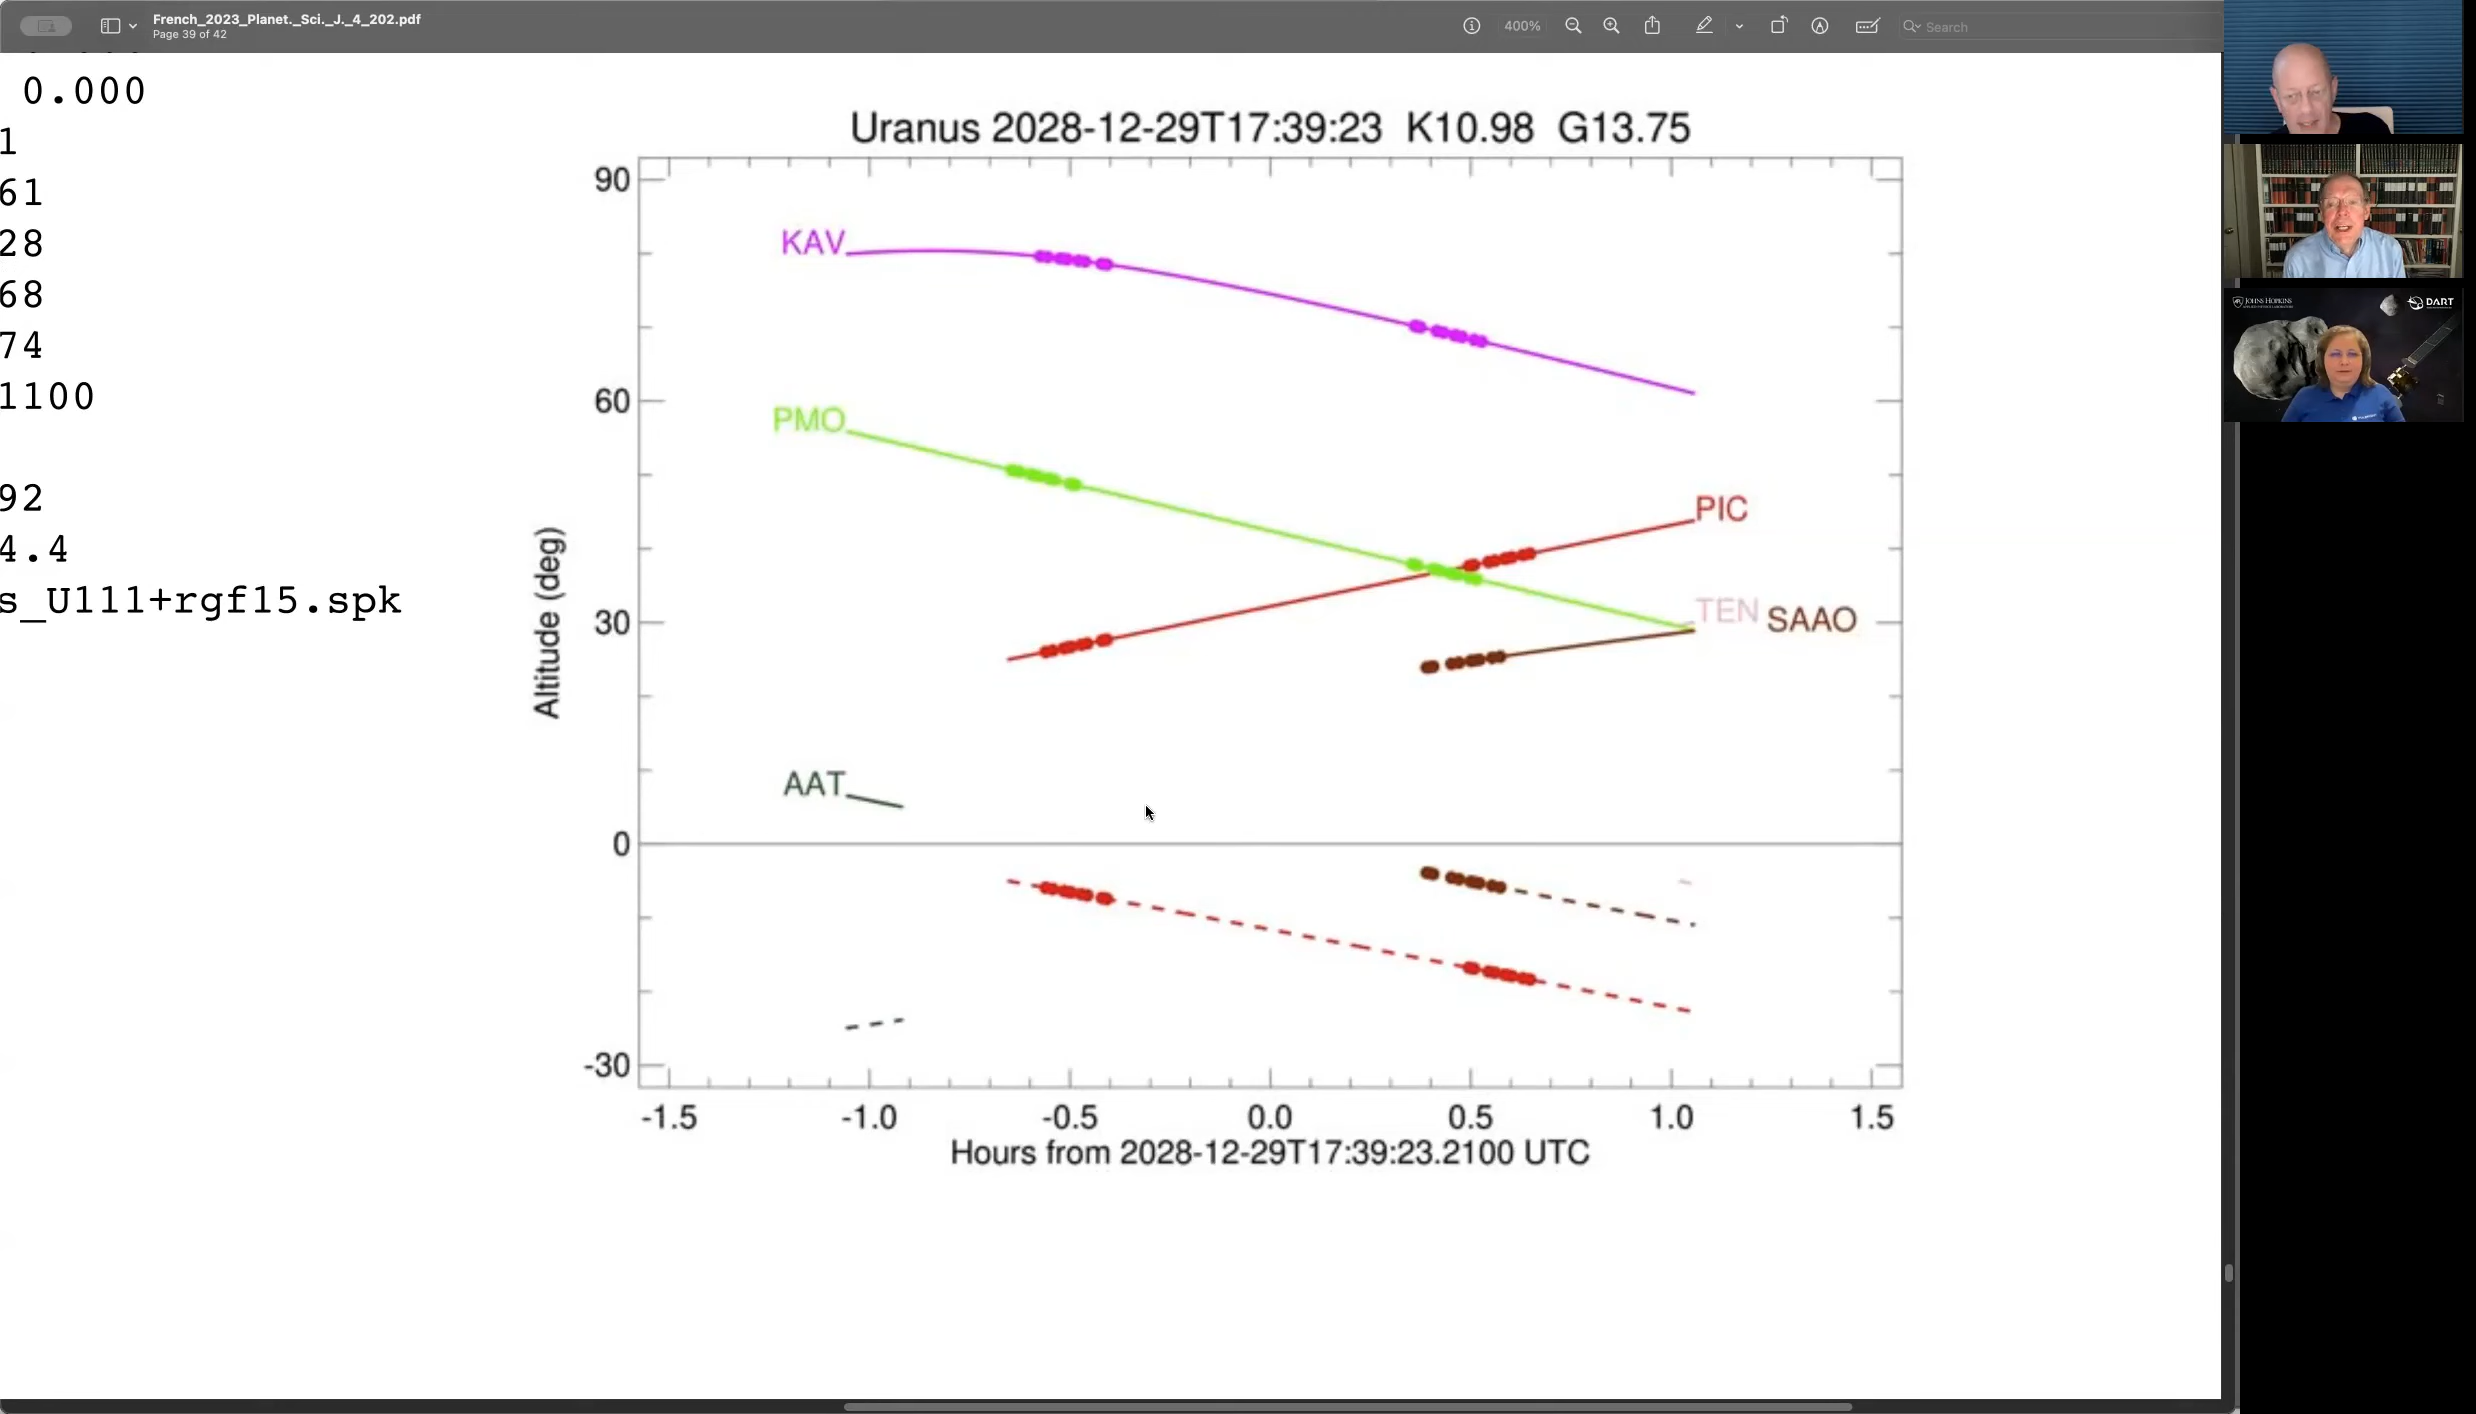 French_2023_Planet._Sci._J._4_202.pdf
Page 39 of 42
400%
Search
0.000
1
61
28
68
74
1100
92
4.4
s_U111+rgf15.spk
Uranus 2028-12-29T17:39:23 K10.98 G13.75
90
60
30
0
-30
Altitude (deg)
KAV
PMO
PIC
TEN SAAO
AAT
-1.5 -1.0 -0.5 0.0 0.5 1.0 1.5
Hours from 2028-12-29T17:39:23.2100 UTC
JOHNS HOPKINS
DART